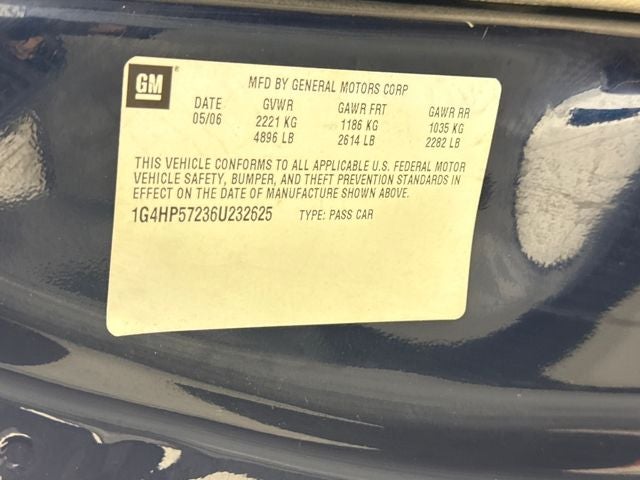 GM ® MFD BY GENERAL MOTORS CORP
DATE GVWR GAWR FRT GAWR RR
05/06 2221 KG 1186 KG 1035 KG
4896 LB 2614 LB 2282 LB
THIS VEHICLE CONFORMS TO ALL APPLICABLE U.S. FEDERAL MOTOR
VEHICLE SAFETY, BUMPER, AND THEFT PREVENTION STANDARDS IN
EFFECT ON THE DATE OF MANUFACTURE SHOWN ABOVE.
1G4HP57236U232625 TYPE: PASS CAR